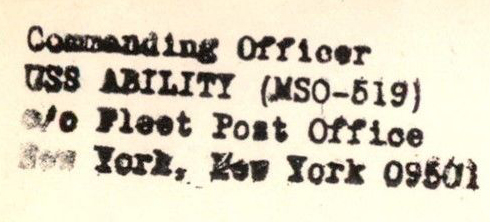 Commanding Officer
USS ABILITY (MSO-519)
c/o Fleet Post Office
New York, New York 09501